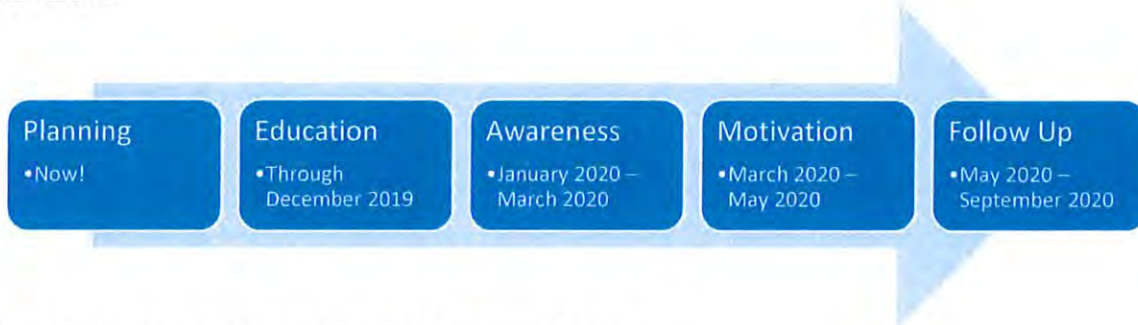 Planning
•Now!
Education
•Through
December 2019
Awareness
•January 2020 –
March 2020
Motivation
•March 2020 –
May 2020
Follow Up
•May 2020 –
September 2020